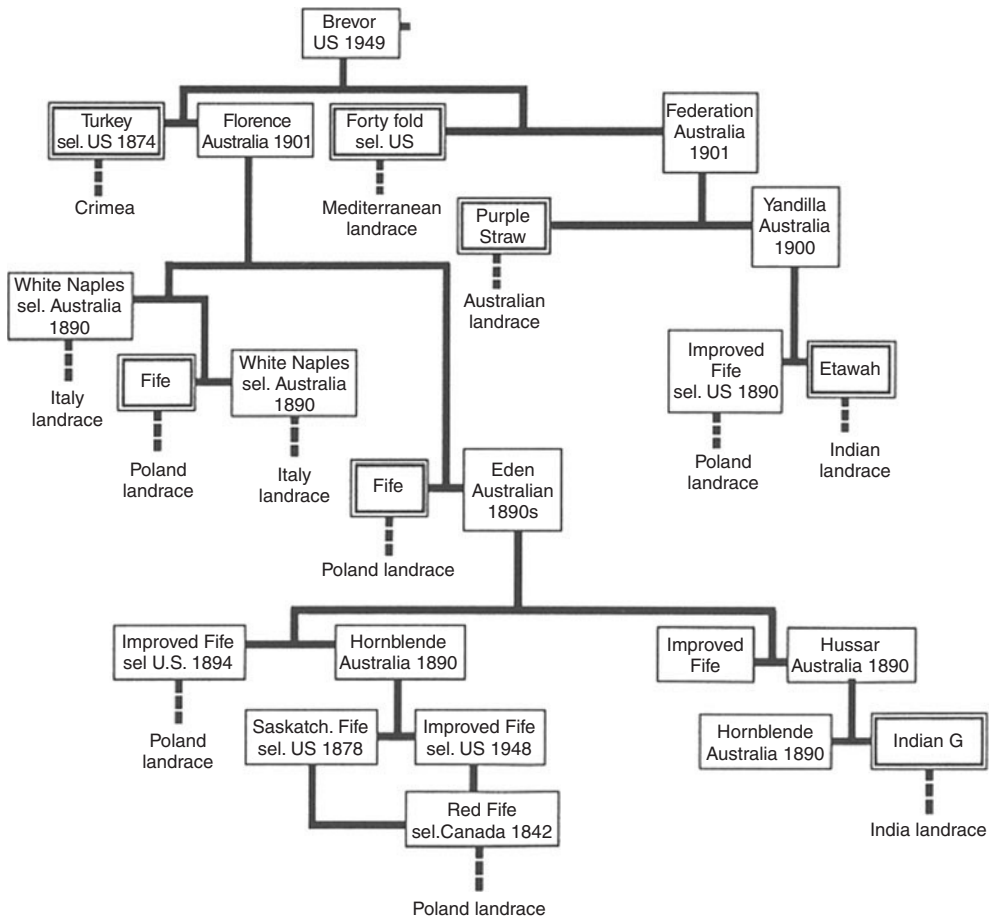 Brevor
US 1949
Turkey
sel. US 1874
Florence
Australia 1901
Forty fold
sel. US
Federation
Australia
1901
Crimea
Mediterranean
landrace
Purple
Straw
Yandilla
Australia
1900
Australian
landrace
White Naples
sel. Australia
1890
Fife
White Naples
sel. Australia
1890
Improved
Fife
sel. US 1890
Etawah
Italy
landrace
Poland
landrace
Italy
landrace
Poland
landrace
Indian
landrace
Fife
Eden
Australian
1890s
Poland landrace
Improved Fife
sel U.S. 1894
Hornblende
Australia 1890
Improved
Fife
Hussar
Australia 1890
Poland
landrace
Saskatch. Fife
sel. US 1878
Improved Fife
sel. US 1948
Hornblende
Australia 1890
Indian G
Red Fife
sel.Canada 1842
India landrace
Poland landrace